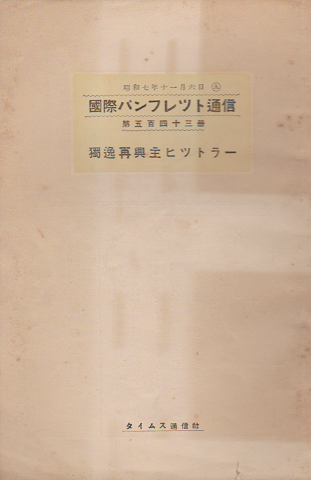 昭和七年十一月六日
國際パンフレツト通信
第五百四十三册
獨逸再興主ヒツトラー
タイムス通信社